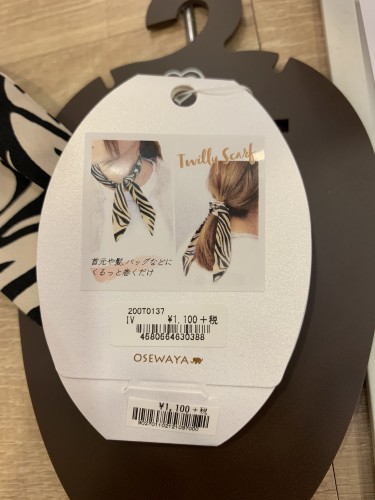 Twilly Scarf
首元や髪、バッグなどに
くるっと巻くだけ
200T0137
IV ¥1,100+税
4580564630388
OSEWAYA
¥1,100+税